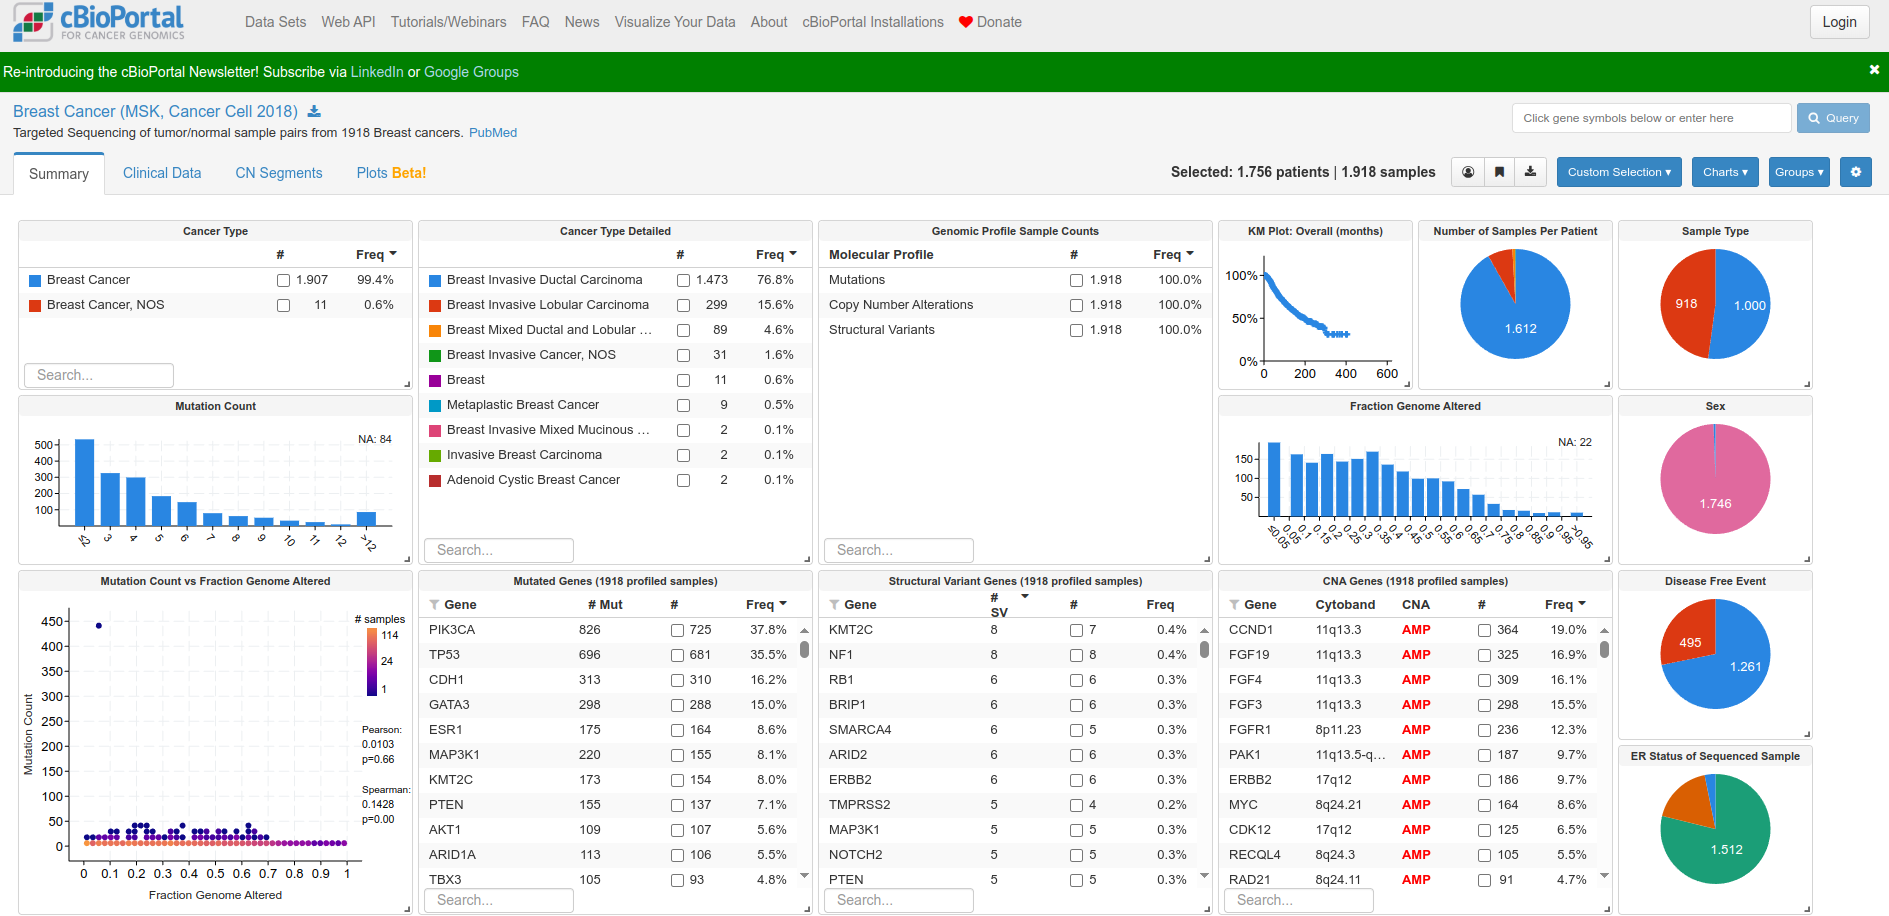 cBioPortal
FOR CANCER GENOMICS
Data Sets Web API Tutorials/Webinars FAQ News Visualize Your Data About cBioPortal Installations Donate
Login
Re-introducing the cBioPortal Newsletter! Subscribe via LinkedIn or Google Groups
Breast Cancer (MSK, Cancer Cell 2018)
Targeted Sequencing of tumor/normal sample pairs from 1918 Breast cancers. PubMed
Click gene symbols below or enter here
Query
Summary Clinical Data CN Segments Plots Beta!
Selected: 1.756 patients | 1.918 samples
Custom Selection ▾ Charts ▾ Groups ▾
Cancer Type
# Freq
Breast Cancer 1.907 99.4%
Breast Cancer, NOS 11 0.6%
Search...
Cancer Type Detailed
# Freq
Breast Invasive Ductal Carcinoma 1.473 76.8%
Breast Invasive Lobular Carcinoma 299 15.6%
Breast Mixed Ductal and Lobular ... 89 4.6%
Breast Invasive Cancer, NOS 31 1.6%
Breast 11 0.6%
Metaplastic Breast Cancer 9 0.5%
Breast Invasive Mixed Mucinous ... 2 0.1%
Invasive Breast Carcinoma 2 0.1%
Adenoid Cystic Breast Cancer 2 0.1%
Search...
Genomic Profile Sample Counts
Molecular Profile # Freq
Mutations 1.918 100.0%
Copy Number Alterations 1.918 100.0%
Structural Variants 1.918 100.0%
Search...
KM Plot: Overall (months)
100%
50%
0%
0 200 400 600
Number of Samples Per Patient
1.612
Sample Type
918 1.000
Mutation Count
NA: 84
500
400
300
200
100
≤2 3 4 5 6 7 8 9 10 11 12 >12
Fraction Genome Altered
NA: 22
150
100
50
≤0.05 0.05 0.1 0.15 0.2 0.25 0.3 0.35 0.4 0.45 0.5 0.55 0.6 0.65 0.7 0.75 0.8 0.85 0.9 0.95 >0.95
Sex
1.746
Mutation Count vs Fraction Genome Altered
Mutation Count
450
400
350
300
250
200
150
100
50
0
0 0.1 0.2 0.3 0.4 0.5 0.6 0.7 0.8 0.9 1
Fraction Genome Altered
# samples
114
24
1
Pearson:
0.0103
p=0.66
Spearman:
0.1428
p=0.00
Mutated Genes (1918 profiled samples)
Gene # Mut # Freq
PIK3CA 826 725 37.8%
TP53 696 681 35.5%
CDH1 313 310 16.2%
GATA3 298 288 15.0%
ESR1 175 164 8.6%
MAP3K1 220 155 8.1%
KMT2C 173 154 8.0%
PTEN 155 137 7.1%
AKT1 109 107 5.6%
ARID1A 113 106 5.5%
TBX3 105 93 4.8%
Search...
Structural Variant Genes (1918 profiled samples)
Gene # SV # Freq
KMT2C 8 7 0.4%
NF1 8 8 0.4%
RB1 6 6 0.3%
BRIP1 6 6 0.3%
SMARCA4 6 5 0.3%
ARID2 6 6 0.3%
ERBB2 6 6 0.3%
TMPRSS2 5 4 0.2%
MAP3K1 5 5 0.3%
NOTCH2 5 5 0.3%
PTEN 5 5 0.3%
Search...
CNA Genes (1918 profiled samples)
Gene Cytoband CNA # Freq
CCND1 11q13.3 AMP 364 19.0%
FGF19 11q13.3 AMP 325 16.9%
FGF4 11q13.3 AMP 309 16.1%
FGF3 11q13.3 AMP 298 15.5%
FGFR1 8p11.23 AMP 236 12.3%
PAK1 11q13.5-q... AMP 187 9.7%
ERBB2 17q12 AMP 186 9.7%
MYC 8q24.21 AMP 164 8.6%
CDK12 17q12 AMP 125 6.5%
RECQL4 8q24.3 AMP 105 5.5%
RAD21 8q24.11 AMP 91 4.7%
Search...
Disease Free Event
495 1.261
ER Status of Sequenced Sample
1.512